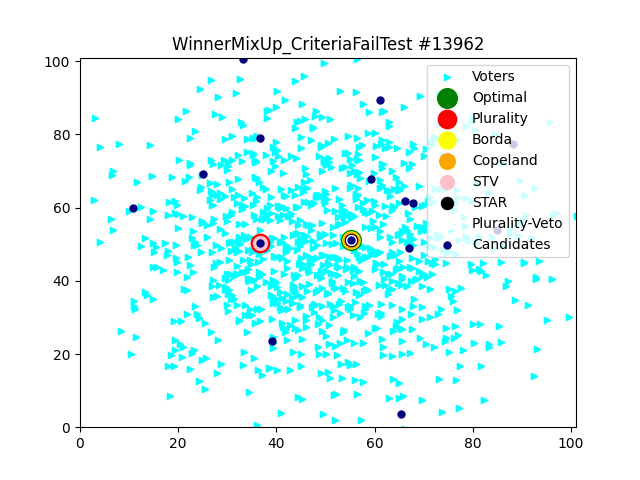 WinnerMixUp_CriteriaFailTest #13962
100
80
60
40
20
0
0 20 40 60 80 100
Voters
Optimal
Plurality
Borda
Copeland
STV
STAR
Plurality-Veto
Candidates